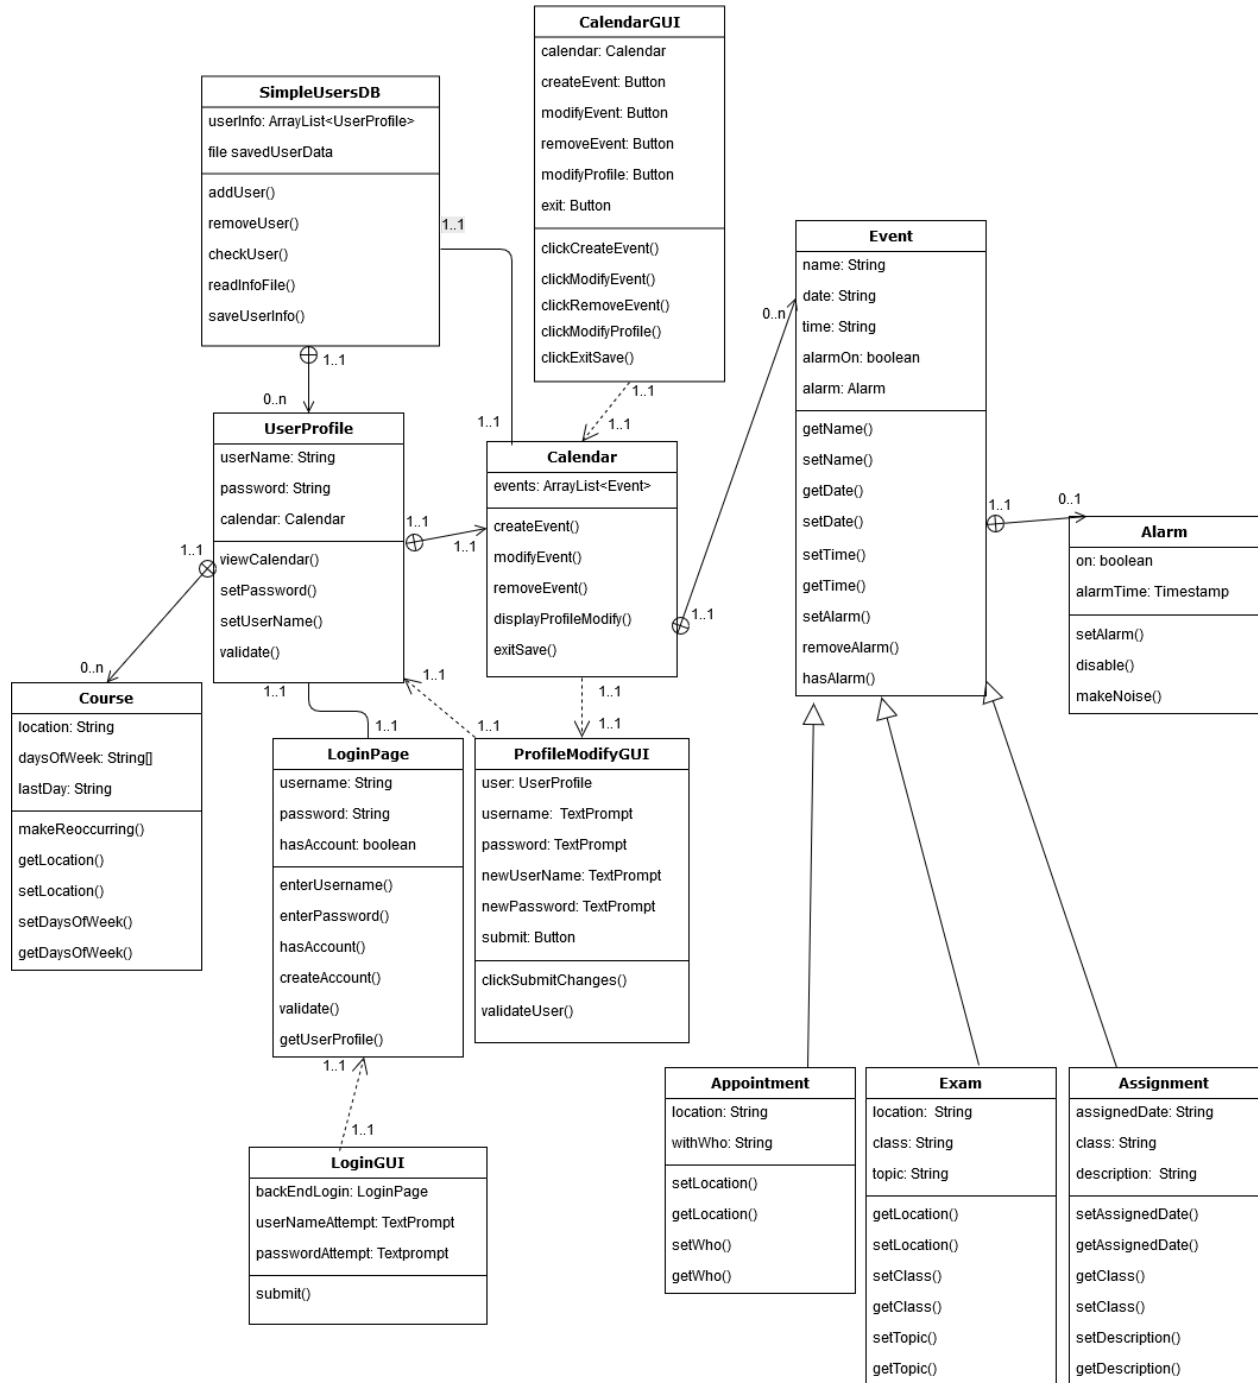 CalendarGUI
calendar: Calendar
createEvent: Button
modifyEvent: Button
removeEvent: Button
modifyProfile: Button
exit: Button
clickCreateEvent()
clickModifyEvent()
clickRemoveEvent()
clickModifyProfile()
clickExitSave()
1..1
1..1
SimpleUsersDB
userInfo: ArrayList<UserProfile>
file savedUserData
addUser()
removeUser()
checkUser()
readInfoFile()
saveUserInfo()
1..1
1..1
1..1
0..n
UserProfile
userName: String
password: String
calendar: Calendar
viewCalendar()
setPassword()
setUserName()
validate()
1..1
1..1
1..1
0..n
Calendar
events: ArrayList<Event>
createEvent()
modifyEvent()
removeEvent()
displayProfileModify()
exitSave()
1..1
0..n
Event
name: String
date: String
time: String
alarmOn: boolean
alarm: Alarm
getName()
setName()
getDate()
setDate()
setTime()
getTime()
setAlarm()
removeAlarm()
hasAlarm()
1..1
0..1
Alarm
on: boolean
alarmTime: Timestamp
setAlarm()
disable()
makeNoise()
Course
location: String
daysOfWeek: String[]
lastDay: String
makeReoccurring()
getLocation()
setLocation()
setDaysOfWeek()
getDaysOfWeek()
1..1
1..1
1..1
1..1
1..1
1..1
LoginPage
username: String
password: String
hasAccount: boolean
enterUsername()
enterPassword()
hasAccount()
createAccount()
validate()
getUserProfile()
ProfileModifyGUI
user: UserProfile
username:  TextPrompt
password: TextPrompt
newUserName: TextPrompt
newPassword: TextPrompt
submit: Button
clickSubmitChanges()
validateUser()
1..1
1..1
LoginGUI
backEndLogin: LoginPage
userNameAttempt: TextPrompt
passwordAttempt: Textprompt
submit()
Appointment
location: String
withWho: String
setLocation()
getLocation()
setWho()
getWho()
Exam
location:  String
class: String
topic: String
getLocation()
setLocation()
setClass()
getClass()
setTopic()
getTopic()
Assignment
assignedDate: String
class: String
description:  String
setAssignedDate()
getAssignedDate()
getClass()
setClass()
setDescription()
getDescription()